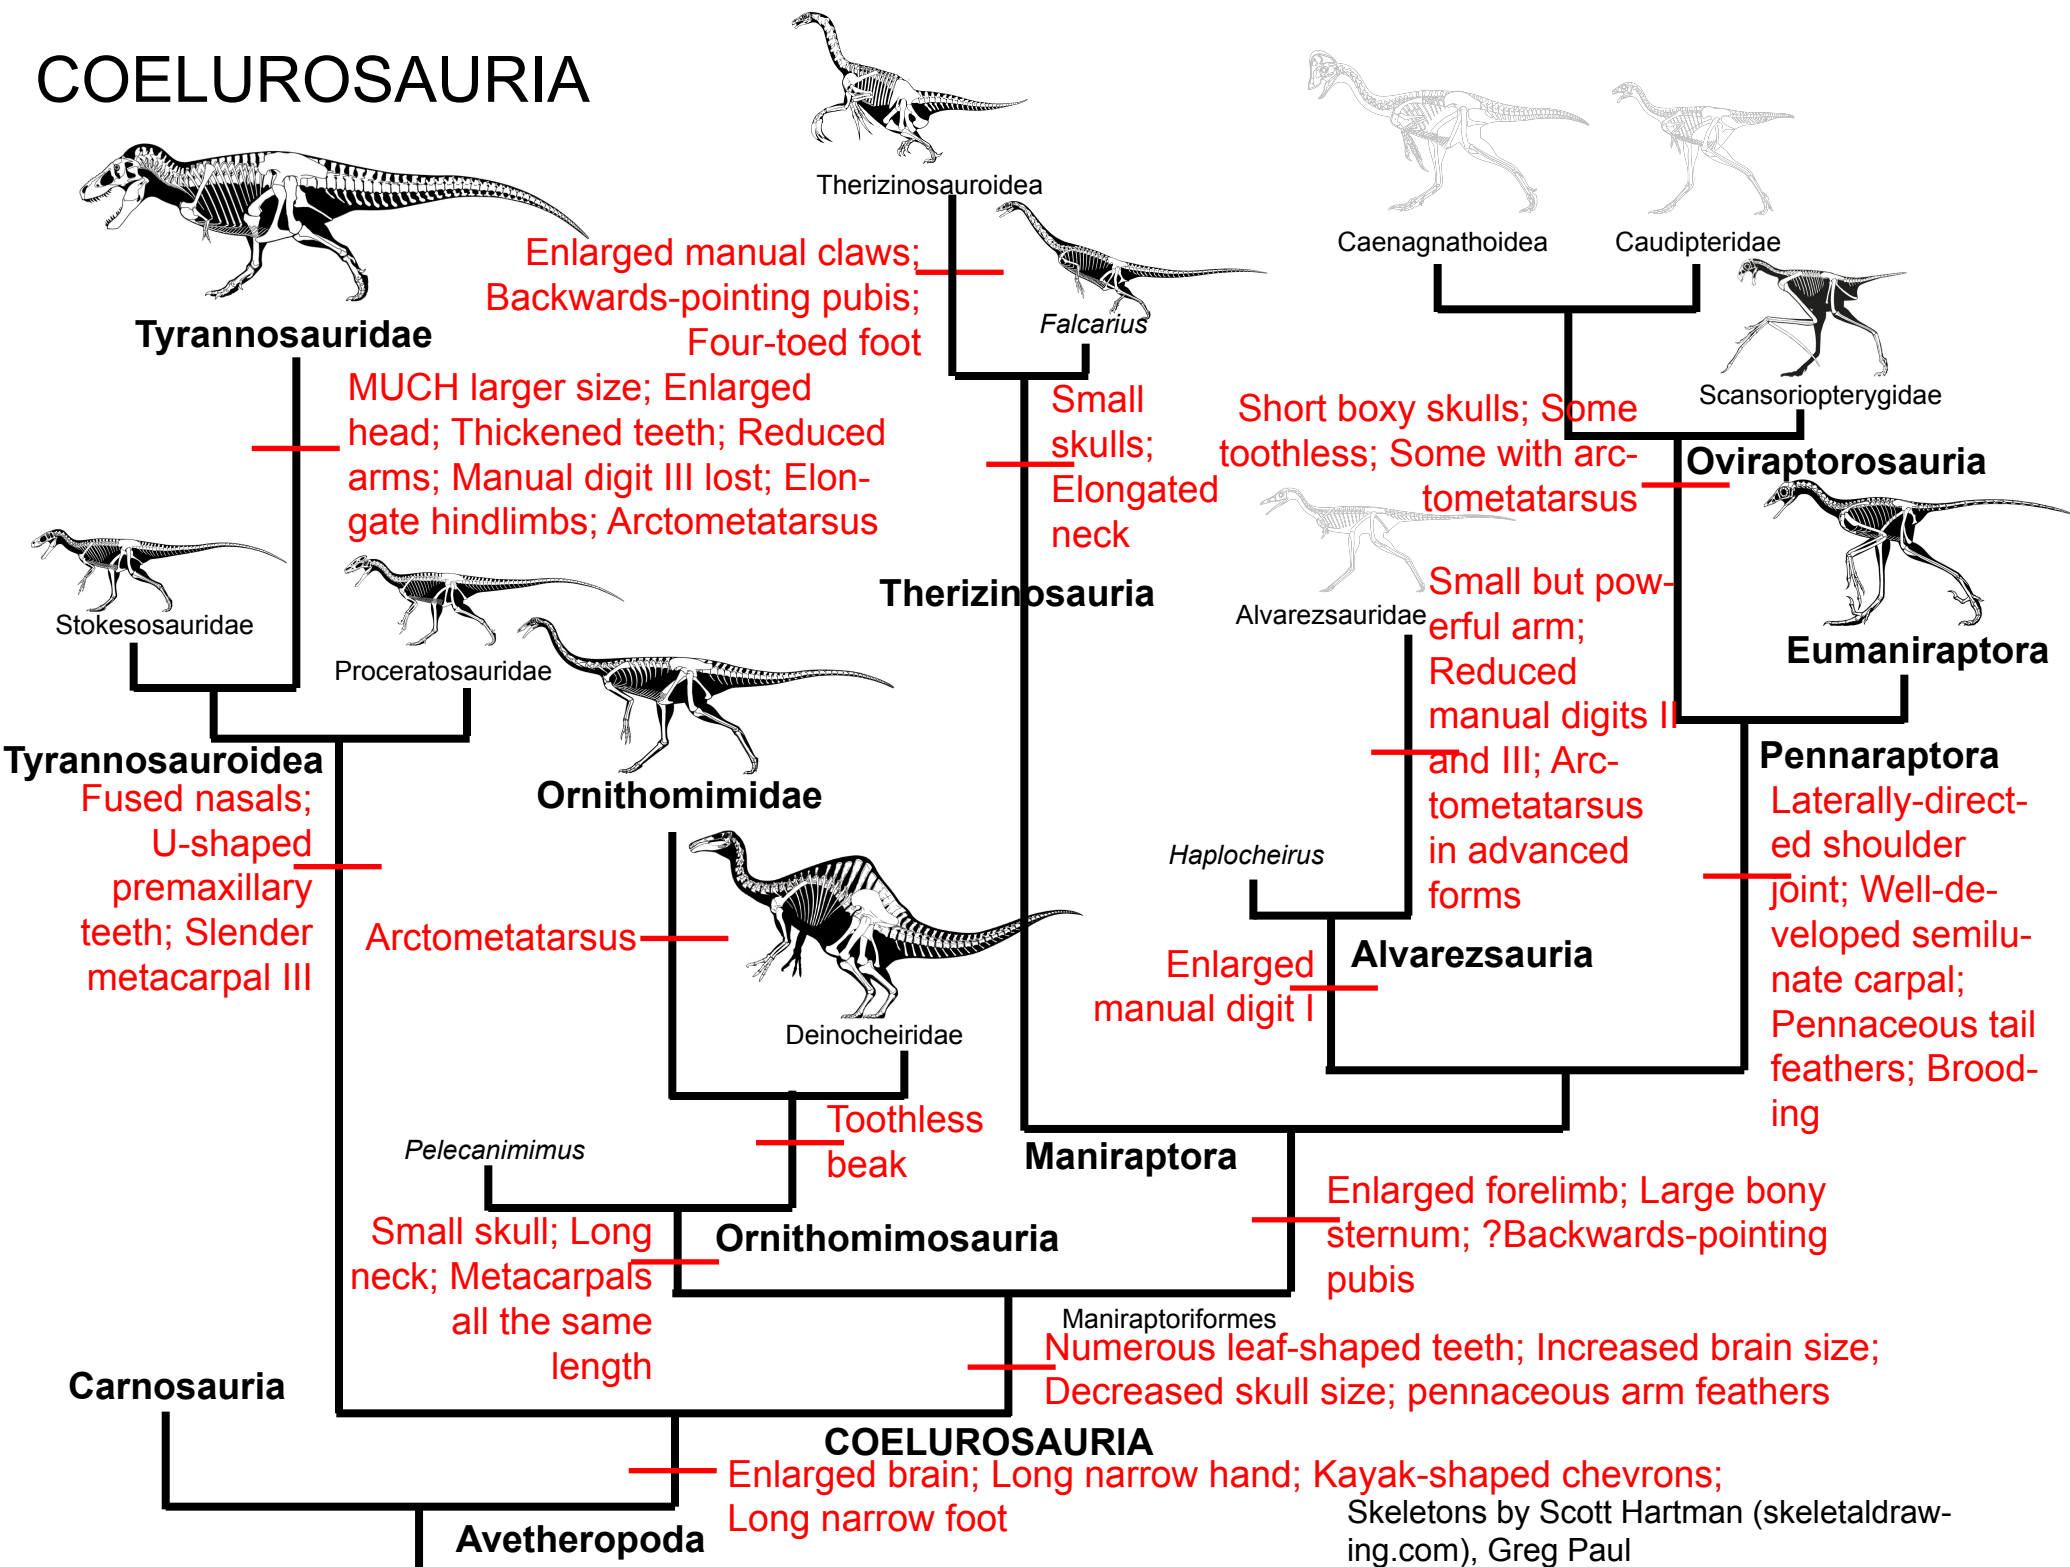 COELUROSAURIA
Therizinosauroidea
Caenagnathoidea
Caudipteridae
Enlarged manual claws;
Backwards-pointing pubis;
Four-toed foot
Falcarius
Tyrannosauridae
MUCH larger size; Enlarged
head; Thickened teeth; Reduced
arms; Manual digit III lost; Elon-
gate hindlimbs; Arctometatarsus
Small
skulls;
Elongated
neck
Scansoriopterygidae
Short boxy skulls; Some
toothless; Some with arc-
tometatarsus
Oviraptorosauria
Therizinosauria
Alvarezsauridae
Small but pow-
erful arm;
Reduced
manual digits II
and III; Arc-
tometatarsus
in advanced
forms
Eumaniraptora
Stokesosauridae
Proceratosauridae
Tyrannosauroidea
Fused nasals;
U-shaped
premaxillary
teeth; Slender
metacarpal III
Ornithomimidae
Arctometatarsus
Deinocheiridae
Haplocheirus
Alvarezsauria
Enlarged
manual digit I
Pennaraptora
Laterally-direct-
ed shoulder
joint; Well-de-
veloped semilu-
nate carpal;
Pennaceous tail
feathers; Brood-
ing
Toothless
beak
Pelecanimimus
Maniraptora
Enlarged forelimb; Large bony
sternum; ?Backwards-pointing
pubis
Small skull; Long
neck; Metacarpals
all the same
length
Ornithomimosauria
Maniraptoriformes
Numerous leaf-shaped teeth; Increased brain size;
Decreased skull size; pennaceous arm feathers
Carnosauria
COELUROSAURIA
Enlarged brain; Long narrow hand; Kayak-shaped chevrons;
Long narrow foot
Avetheropoda
Skeletons by Scott Hartman (skeletaldraw-
ing.com), Greg Paul